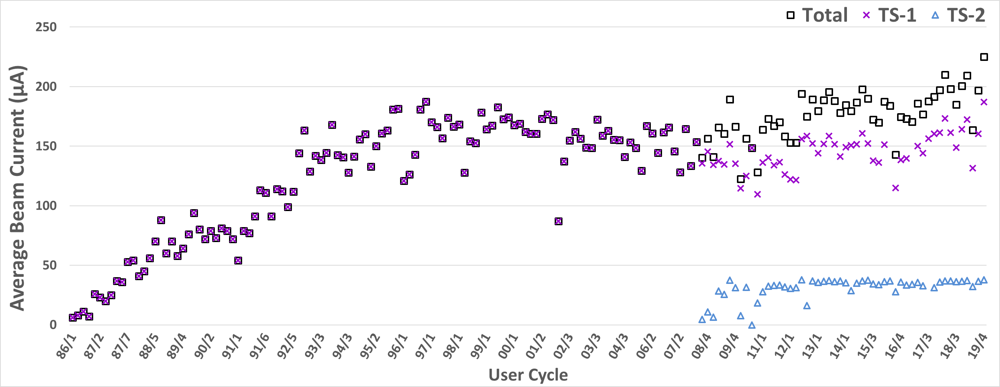 Total TS-1 TS-2
250
200
150
100
50
0
Average Beam Current (µA)
86/1 87/2 87/7 88/5 89/4 90/2 91/1 91/6 92/5 93/3 94/3 95/2 96/1 97/1 98/1 99/1 00/1 01/2 02/3 03/3 04/3 06/2 07/2 08/4 09/4 11/1 12/1 13/1 14/1 15/3 16/4 17/3 18/3 19/4
User Cycle